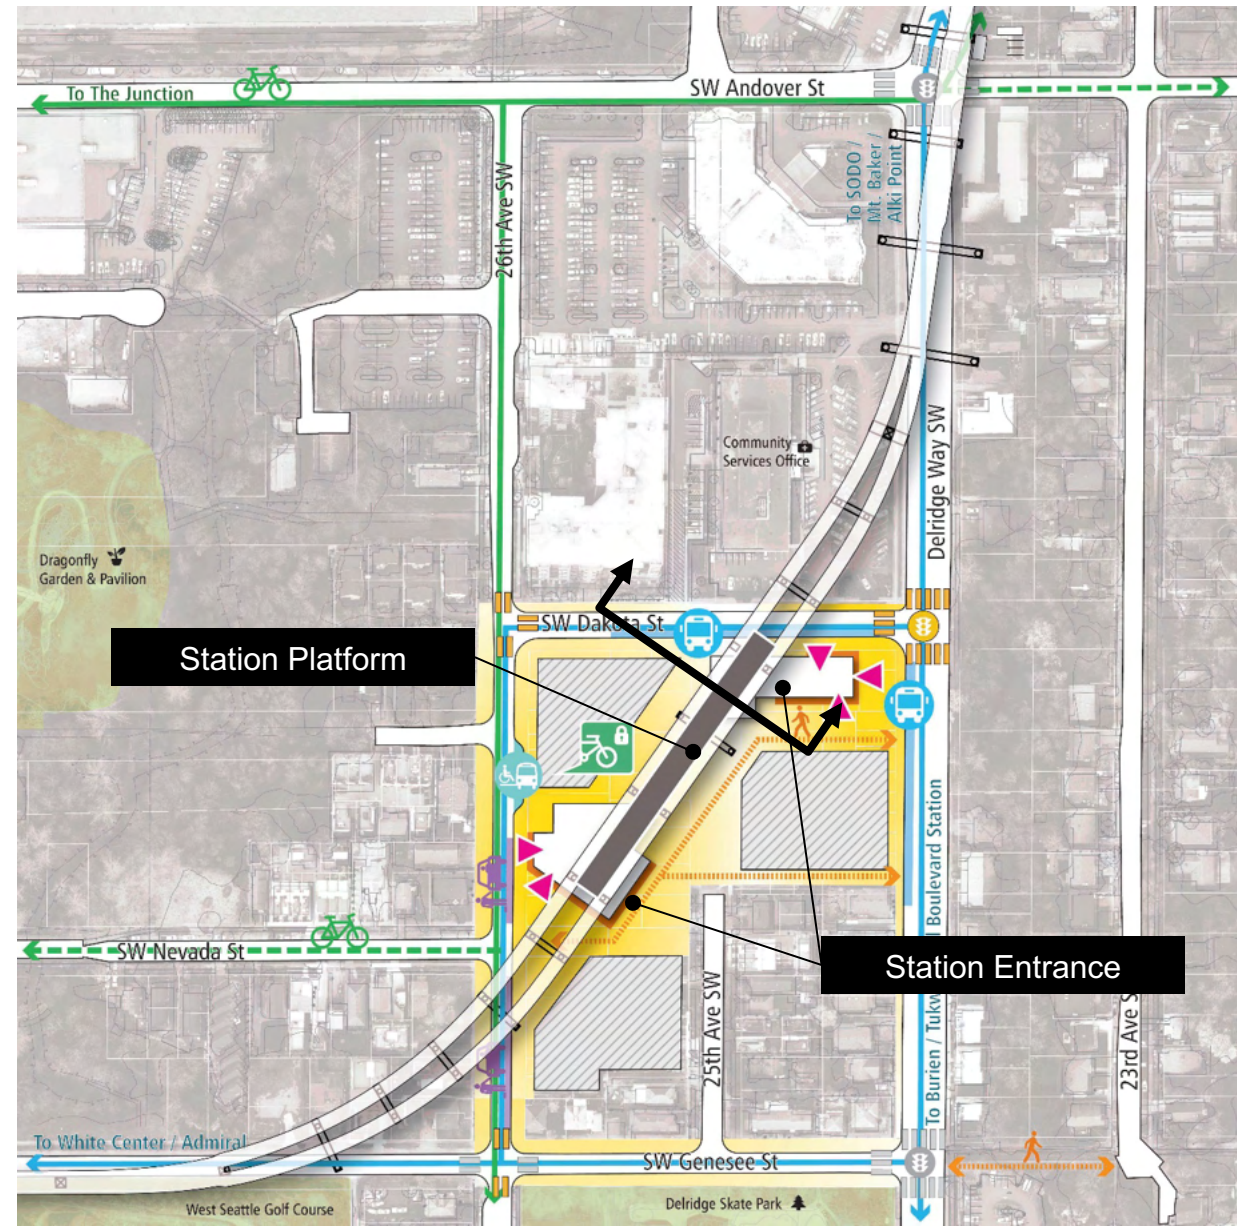 To The Junction
SW Andover St
To SODO /
Mt. Baker /
Alki Point
26th Ave SW
Community
Services Office
Delridge Way SW
Dragonfly
Garden & Pavilion
SW Dakota St
Station Platform
SW Nevada St
Station Entrance
To Burien / Tukw
l Boulevard Station
25th Ave SW
23rd Ave S
To White Center / Admiral
SW Genesee St
West Seattle Golf Course
Delridge Skate Park